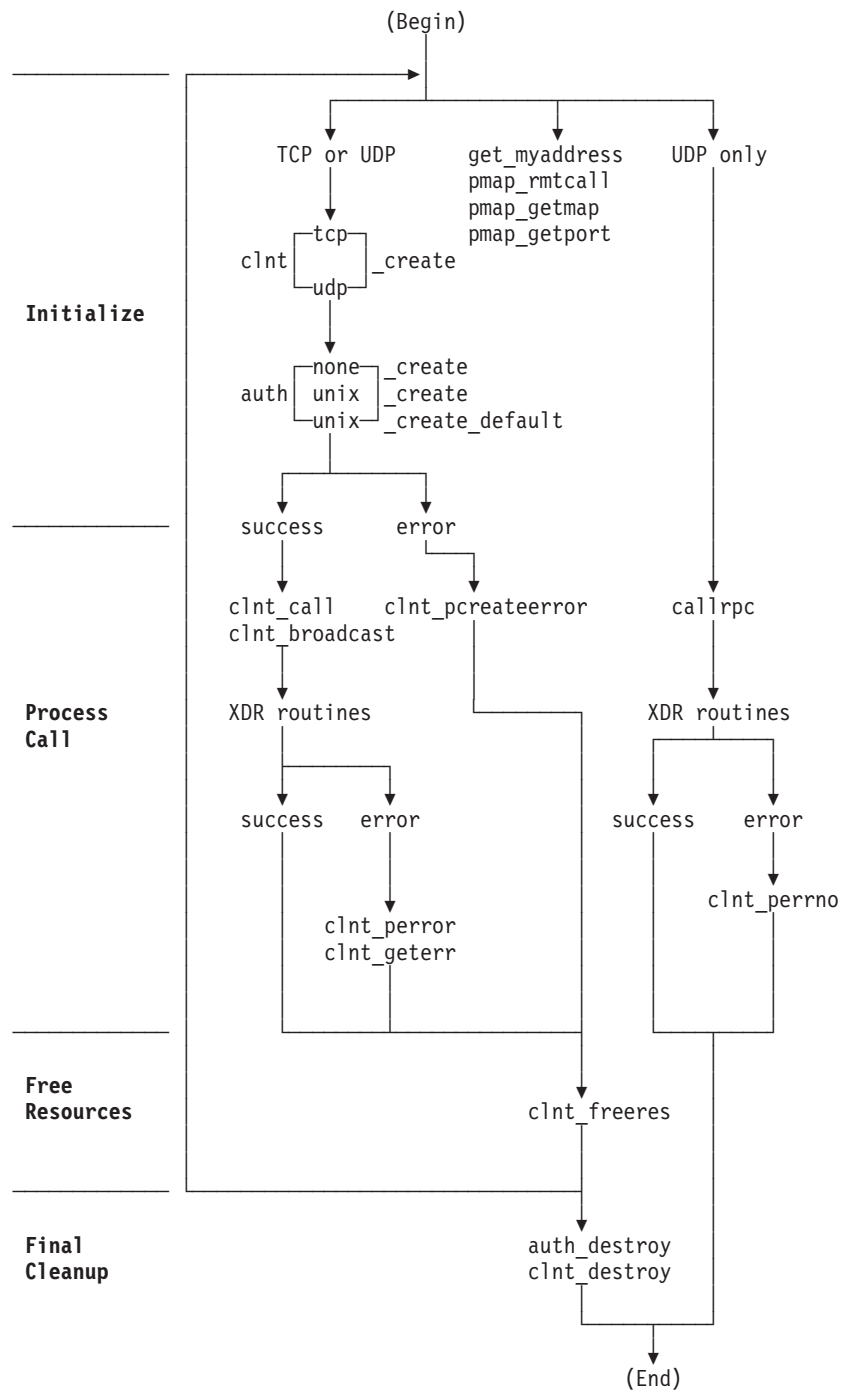 (Begin)
TCP or UDP get_myaddress UDP only
pmap_rmtcall
pmap_getmap
tcp pmap_getport
clnt _create
udp
Initialize
none _create
auth unix _create
unix _create_default
success error
clnt_call clnt_pcreateerror callrpc
clnt_broadcast
Process XDR routines XDR routines
Call
success error success error
clnt_perrno
clnt_perror
clnt_geterr
Free
Resources clnt_freeres
Final auth_destroy
Cleanup clnt_destroy
(End)